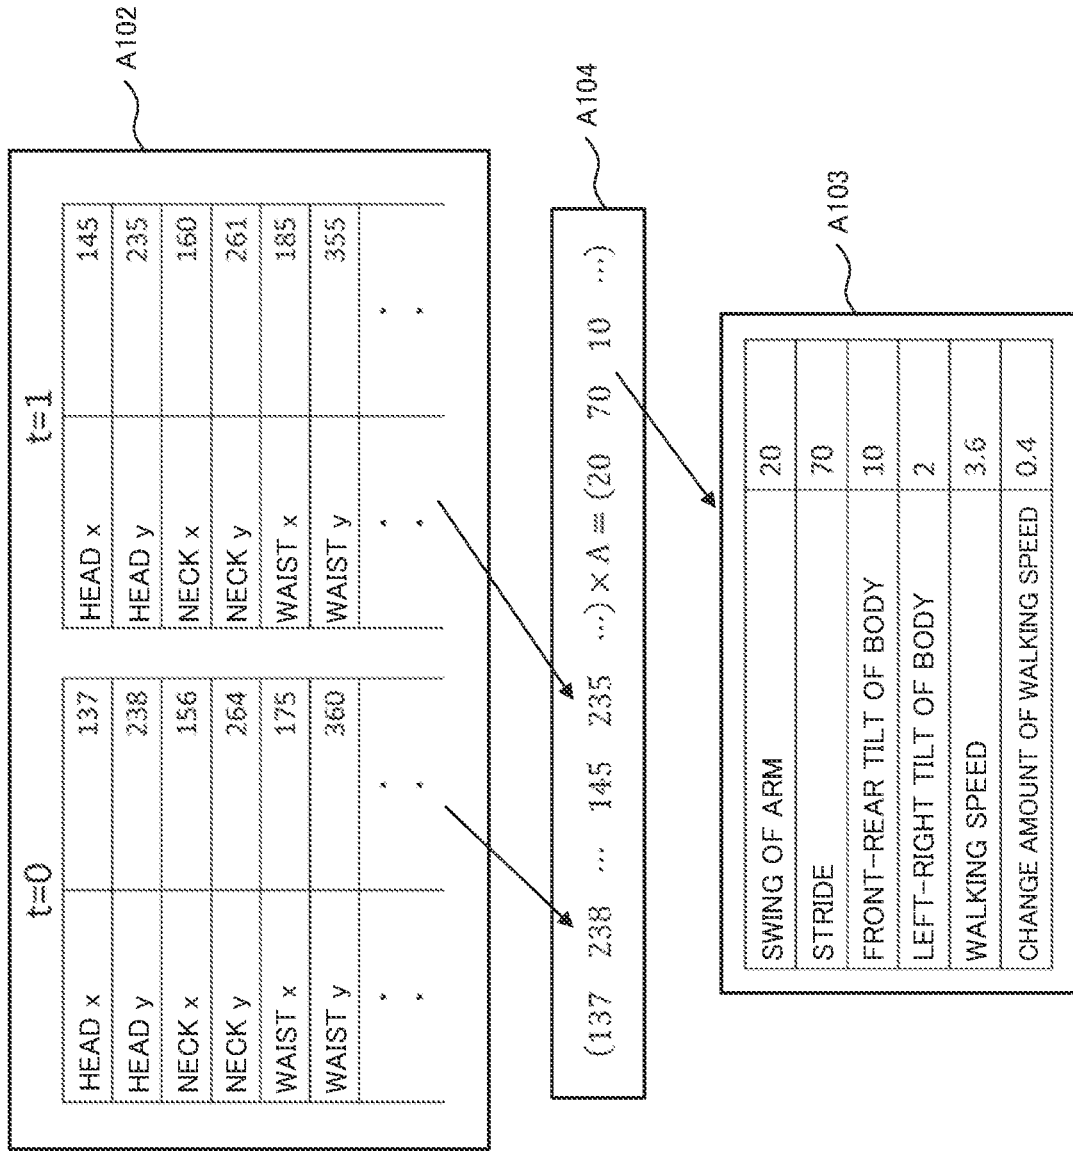 A102
t=0
HEAD x 137
HEAD y 238
NECK x 156
NECK y 264
WAIST x 175
WAIST y 360
t=1
HEAD x 145
HEAD y 235
NECK x 160
NECK y 261
WAIST x 185
WAIST y 355
A104
(137 238 ... 145 235 ...) × A = (20 70 10 ...)
A103
SWING OF ARM 20
STRIDE 70
FRONT-REAR TILT OF BODY 10
LEFT-RIGHT TILT OF BODY 2
WALKING SPEED 3.6
CHANGE AMOUNT OF WALKING SPEED 0.4